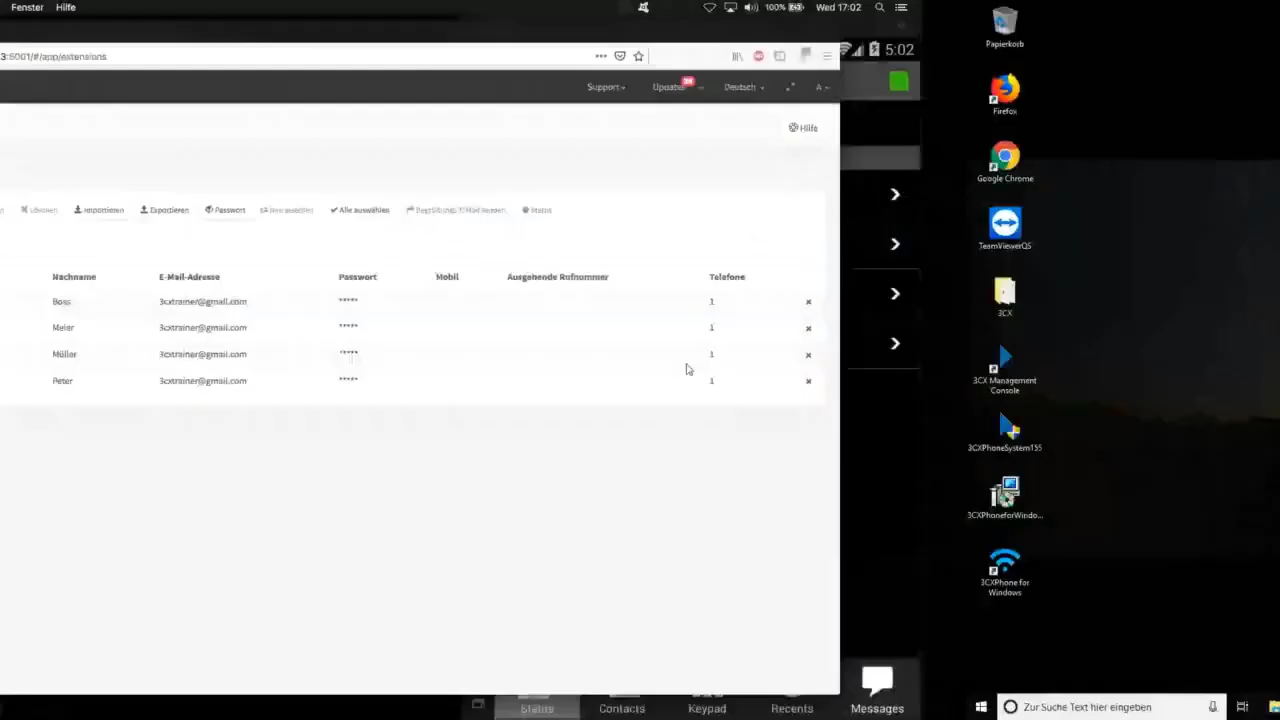 Fenster Hilfe
100% Wed 17:02
3:5001/#/app/extensions
5:02
Support Updates Deutsch A
Hilfe
Importieren Exportieren Passwort Alle auswählen Status
Nachname E-Mail-Adresse Passwort Mobil Ausgehende Rufnummer Telefone
Boss 3cxtrainer@gmail.com ***** 1
Meier 3cxtrainer@gmail.com ***** 1
Müller 3cxtrainer@gmail.com ***** 1
Peter 3cxtrainer@gmail.com ***** 1
Status Contacts Keypad Recents Messages
Papierkorb
Firefox
Google Chrome
TeamViewerQS
3CX
3CX Management
Console
3CXPhoneSystem155
3CXPhoneforWindo...
3CXPhone for
Windows
Zur Suche Text hier eingeben